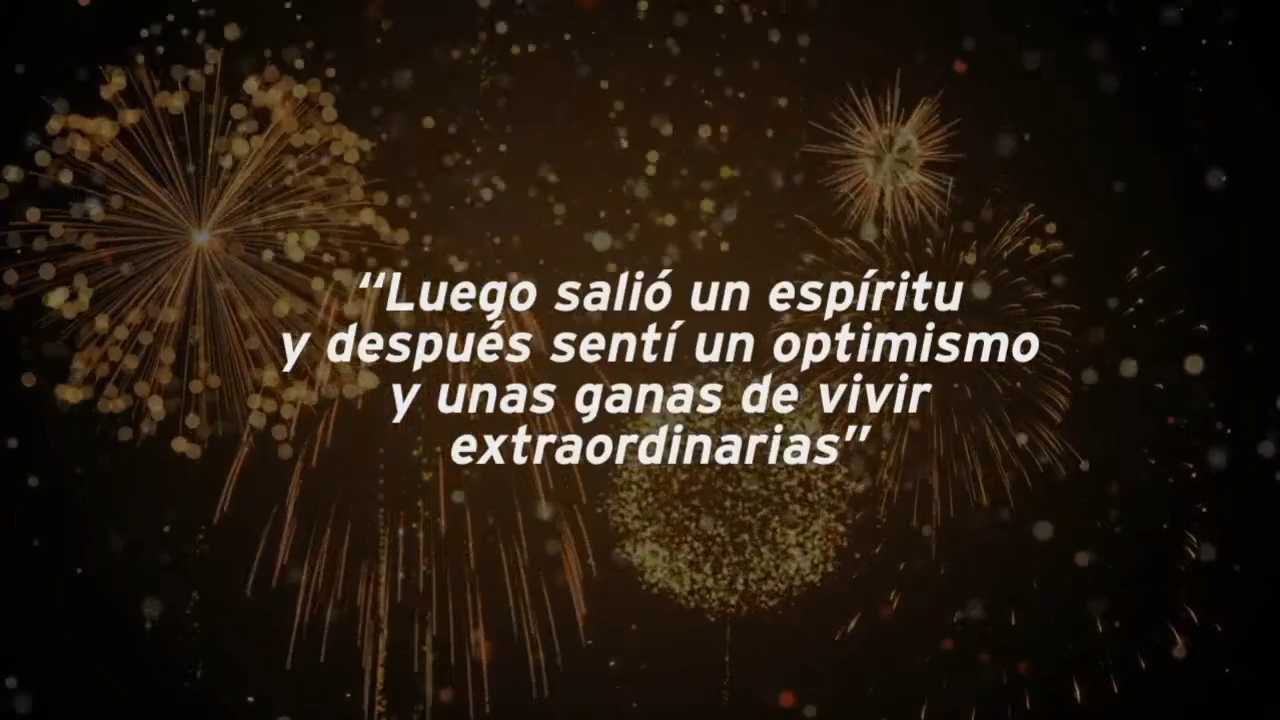 “Luego salió un espíritu
y después sentí un optimismo
y unas ganas de vivir
extraordinarias”